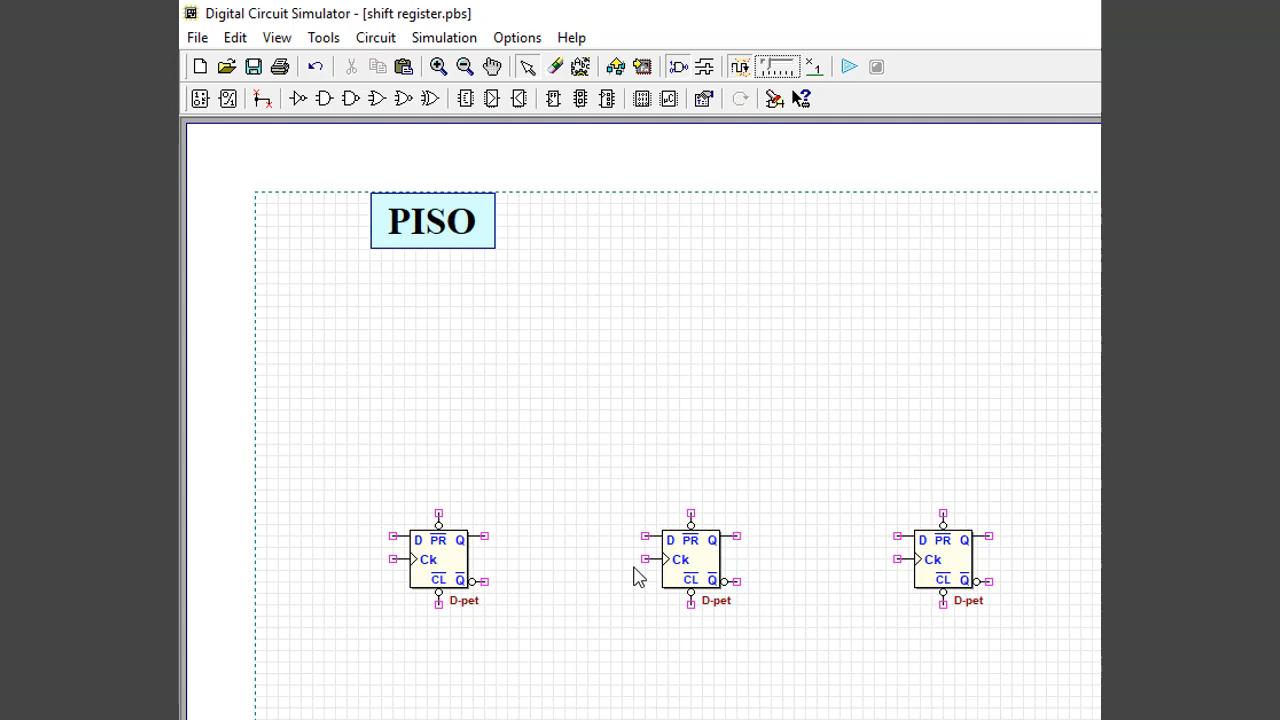 Digital Circuit Simulator - [shift register.pbs]
File Edit View Tools Circuit Simulation Options Help
PISO
D PR Q D PR Q D PR Q
Ck Ck Ck
CL Q CL Q CL Q
D-pet D-pet D-pet